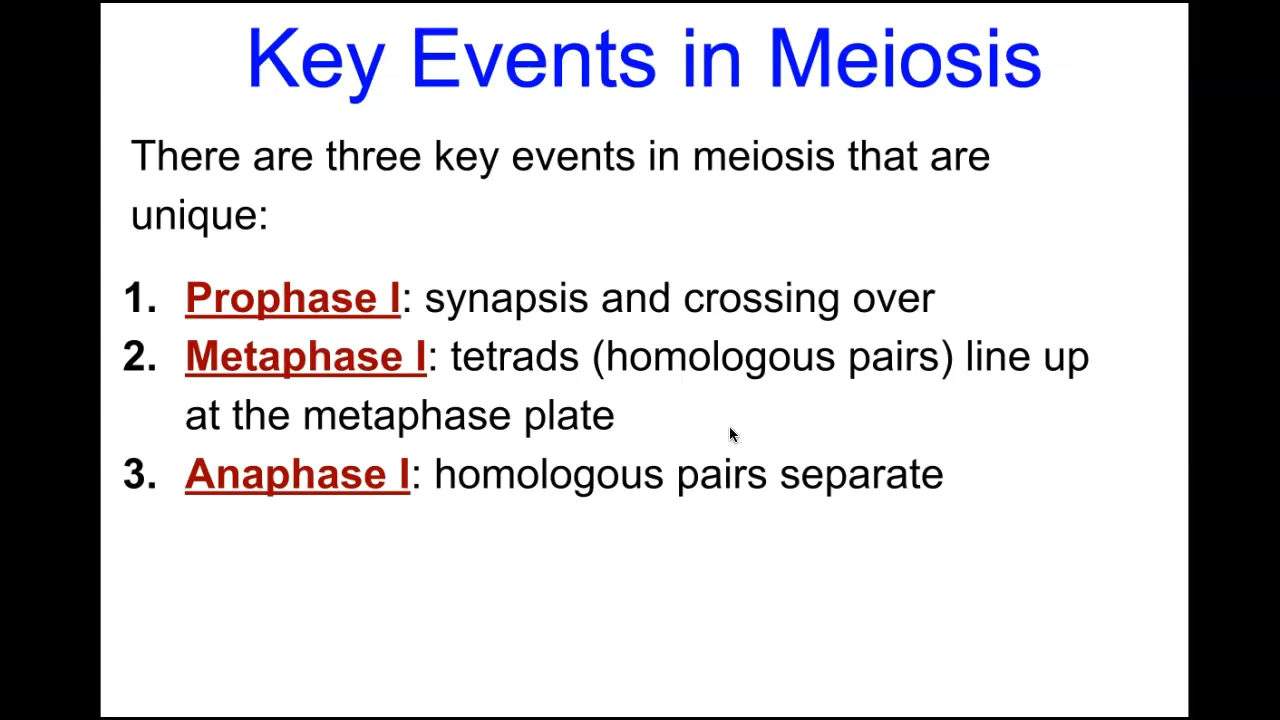 Key Events in Meiosis
There are three key events in meiosis that are
unique:
1. Prophase I: synapsis and crossing over
2. Metaphase I: tetrads (homologous pairs) line up
at the metaphase plate
3. Anaphase I: homologous pairs separate